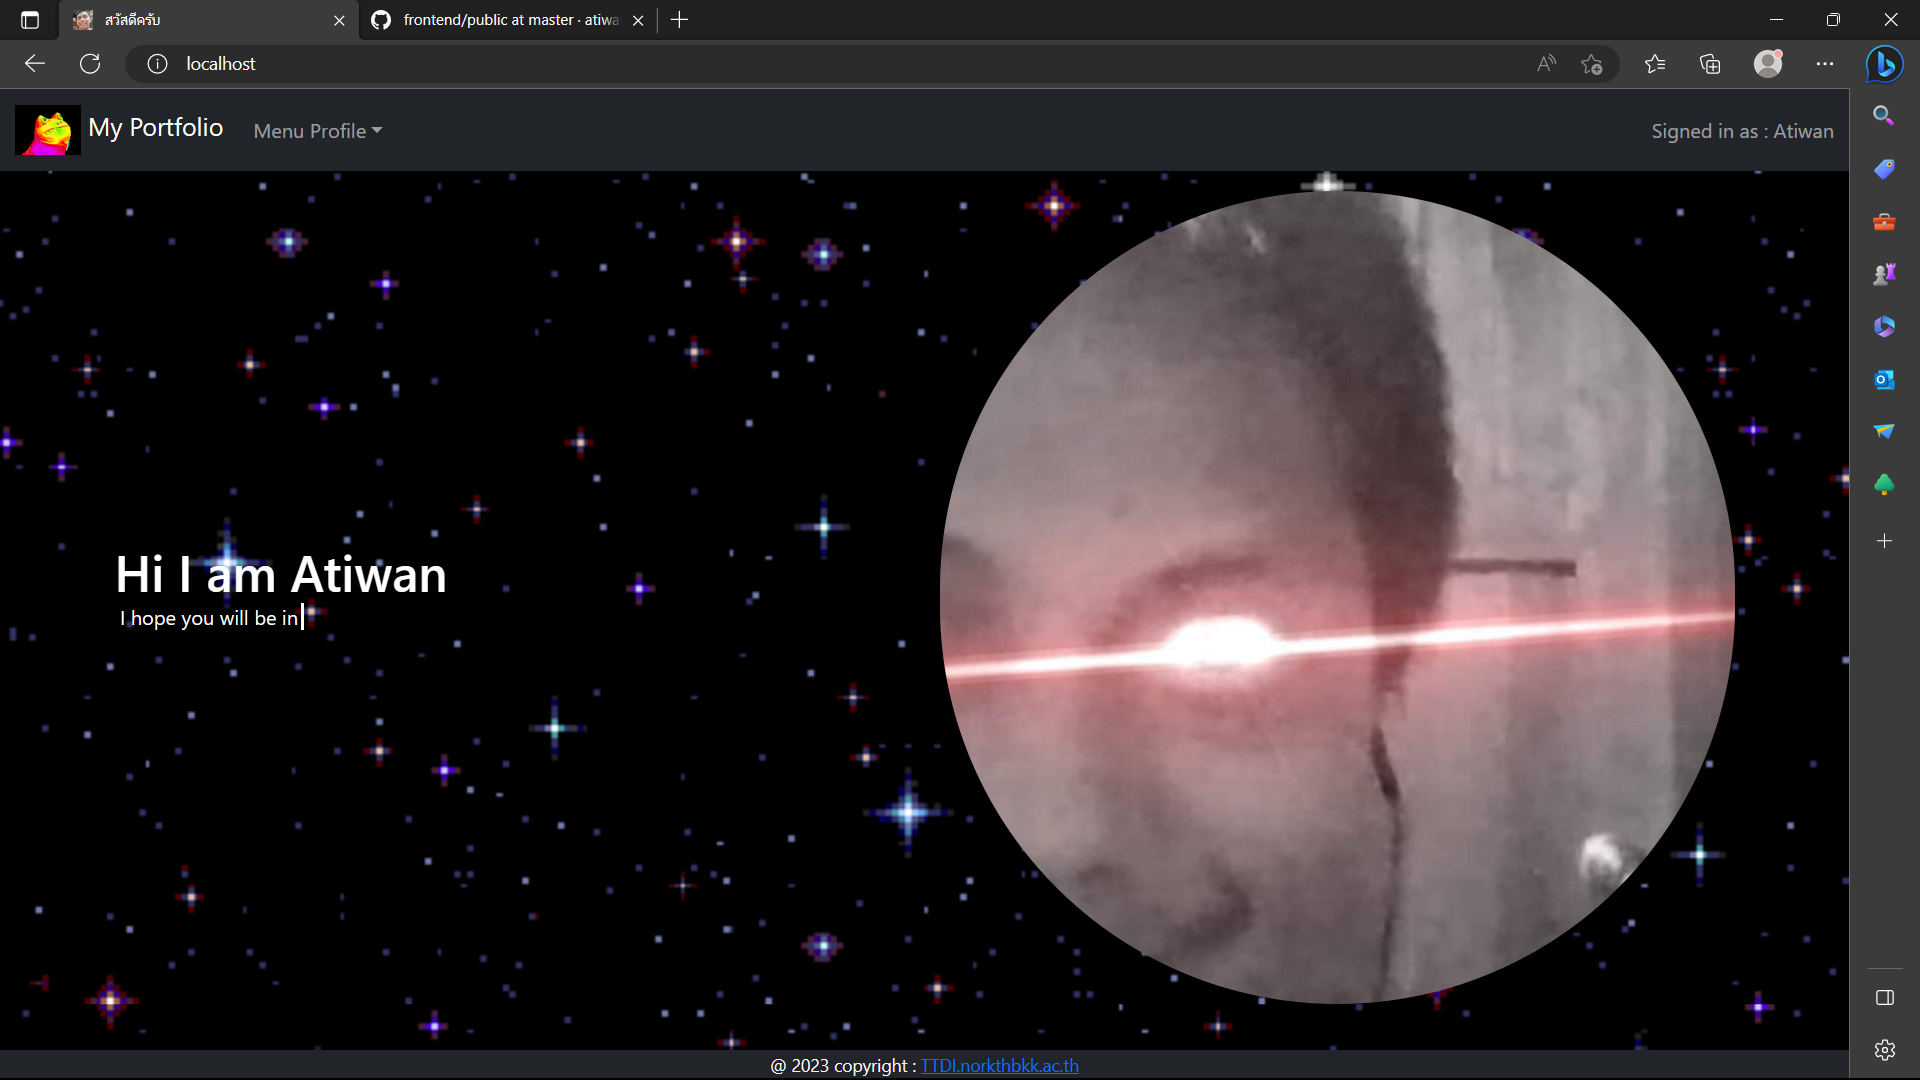 สวัสดีครับ
frontend/public at master · atiwa
localhost
My Portfolio
Menu Profile
Signed in as : Atiwan
Hi I am Atiwan
I hope you will be in
@ 2023 copyright : TTDI.norkthbkk.ac.th